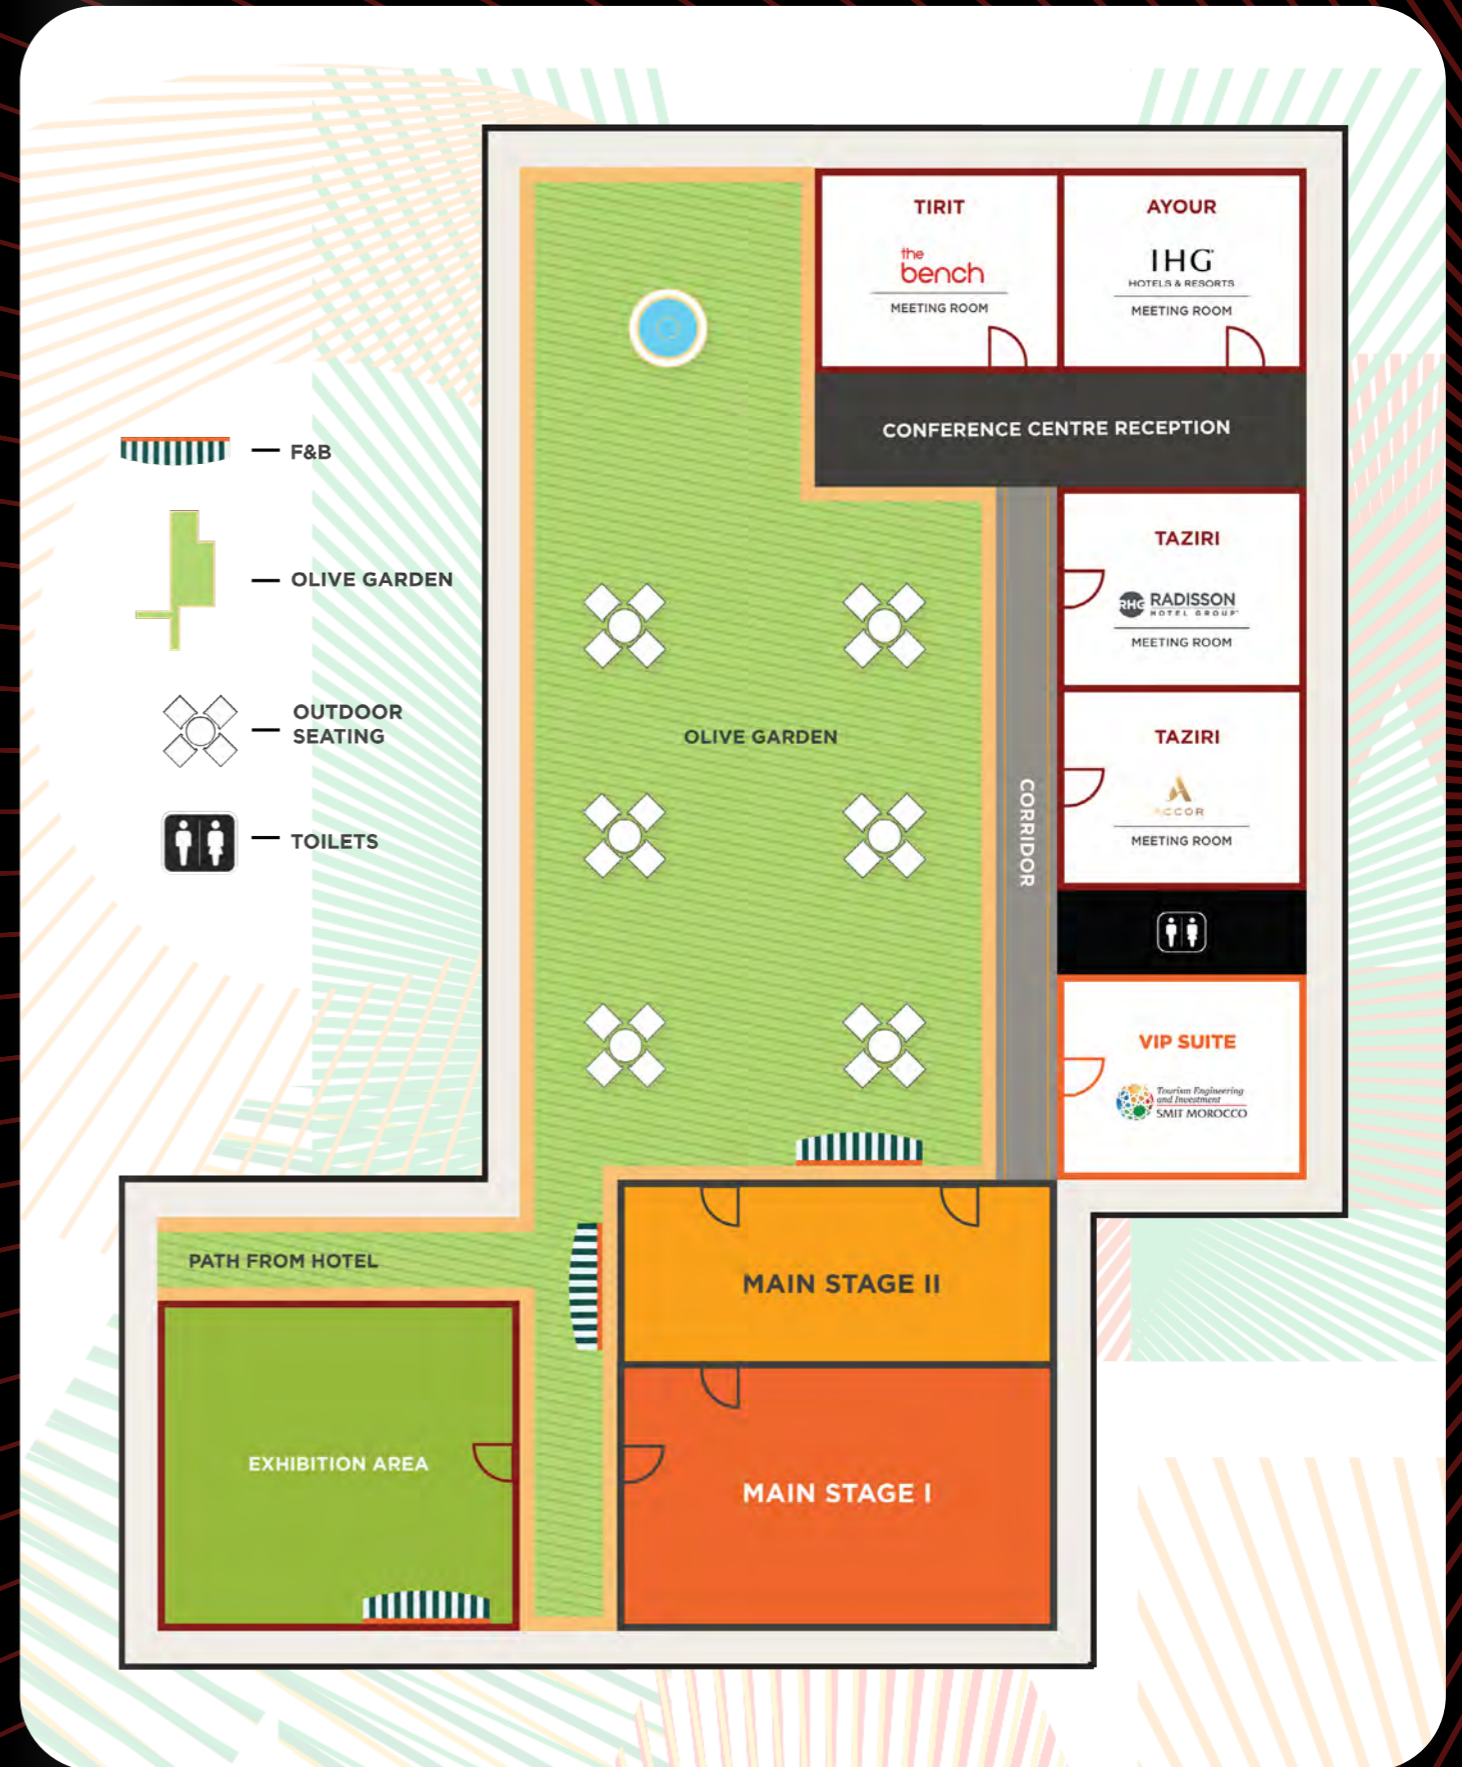 TIRIT
the
bench
MEETING ROOM
AYOUR
IHG
HOTELS & RESORTS
MEETING ROOM
CONFERENCE CENTRE RECEPTION
F&B
OLIVE GARDEN
OUTDOOR
SEATING
TOILETS
TAZIRI
RHG RADISSON
HOTEL GROUP
MEETING ROOM
OLIVE GARDEN
CORRIDOR
TAZIRI
ACCOR
MEETING ROOM
VIP SUITE
Tourism Engineering
and Investment
SMIT MOROCCO
PATH FROM HOTEL
MAIN STAGE II
EXHIBITION AREA
MAIN STAGE I